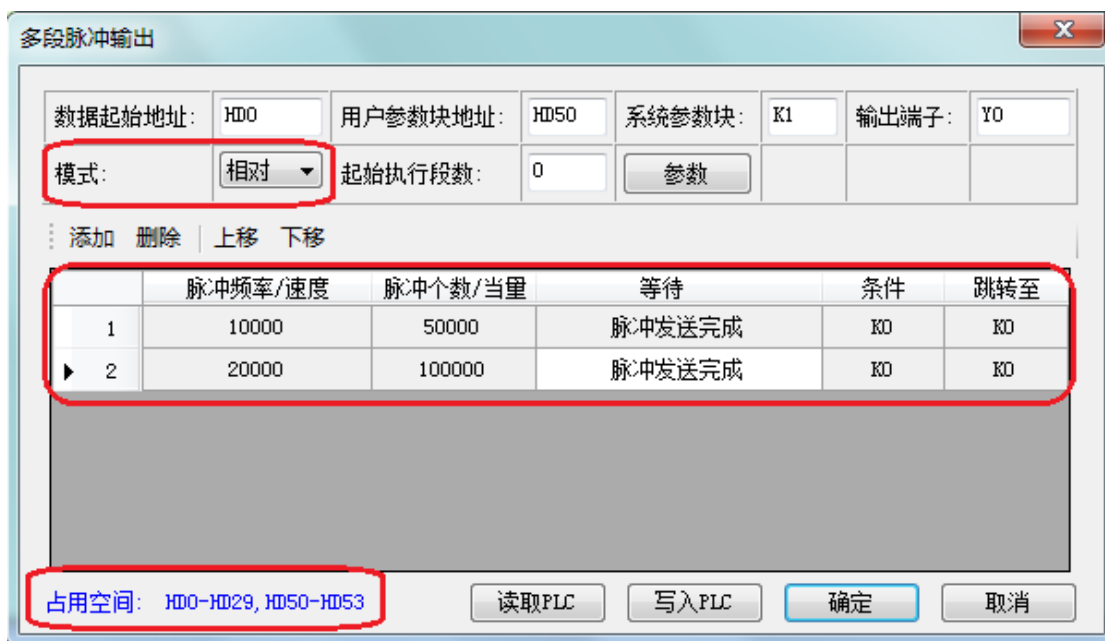 多段脉冲输出
数据起始地址: HD0 用户参数块地址: HD50 系统参数块: K1 输出端子: Y0
模式: 相对 起始执行段数: 0 参数
添加 删除 上移 下移
脉冲频率/速度 脉冲个数/当量 等待 条件 跳转至
1 10000 50000 脉冲发送完成 K0 K0
2 20000 100000 脉冲发送完成 K0 K0
占用空间: HD0-HD29,HD50-HD53 读取PLC 写入PLC 确定 取消